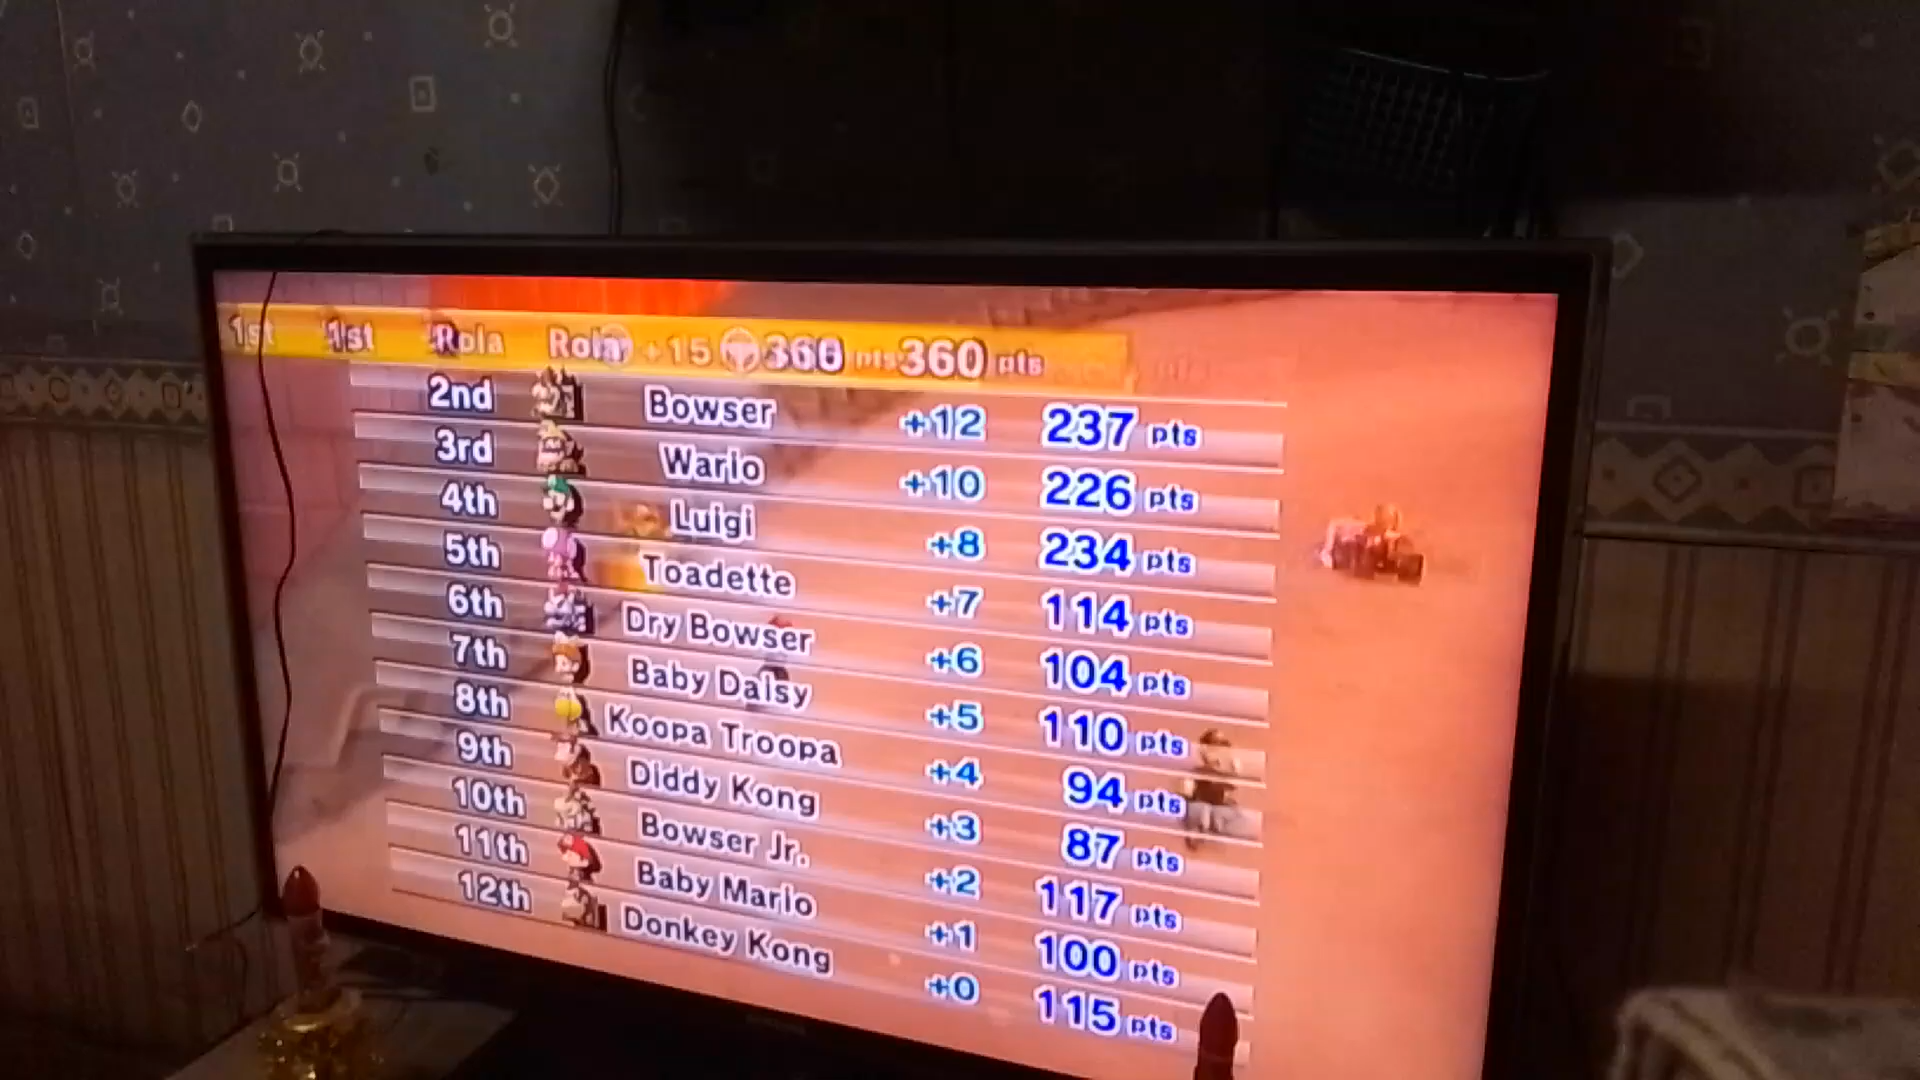 1st 1st Rola Rola +15 360 pts 360 pts
2nd Bowser +12 237 pts
3rd Wario +10 226 pts
4th Luigi +8 234 pts
5th Toadette +7 114 pts
6th Dry Bowser +6 104 pts
7th Baby Daisy +5 110 pts
8th Koopa Troopa +4 94 pts
9th Diddy Kong +3 87 pts
10th Bowser Jr. +2 117 pts
11th Baby Mario +1 100 pts
12th Donkey Kong +0 115 pts